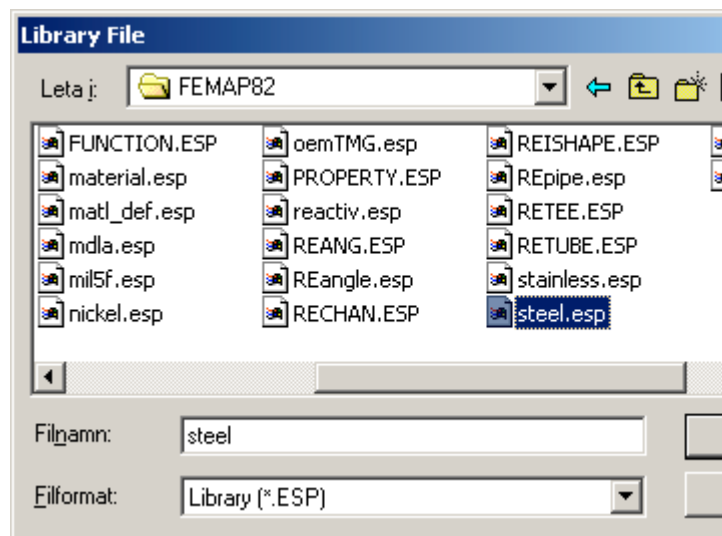 Library File
Leta i: FEMAP82
FUNCTION.ESP oemTMG.esp REISHAPE.ESP
material.esp PROPERTY.ESP REpipe.esp
matl_def.esp reactiv.esp RETEE.ESP
mdla.esp REANG.ESP RETUBE.ESP
mil5f.esp REangle.esp stainless.esp
nickel.esp RECHAN.ESP steel.esp
Filnamn: steel
Filformat: Library (*.ESP)